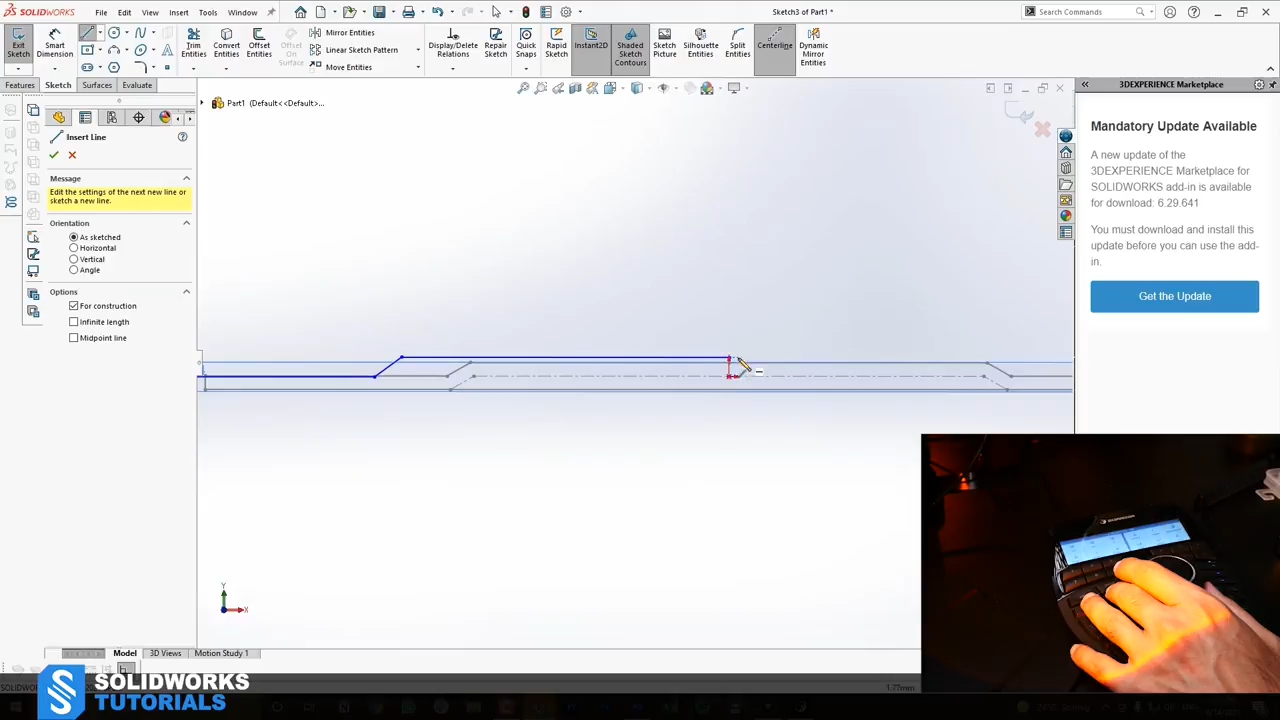 SOLIDWORKS
File Edit View Insert Tools Window
Sketch3 of Part1 *
Search Commands
Exit Sketch
Smart Dimension
Trim Entities
Convert Entities
Offset Entities
Offset On Surface
Mirror Entities
Linear Sketch Pattern
Move Entities
Display/Delete Relations
Repair Sketch
Quick Snaps
Rapid Sketch
Instant2D
Shaded Sketch Contours
Sketch Picture
Silhouette Entities
Split Entities
Centerline
Dynamic Mirror Entities
Features Sketch Surfaces Evaluate
Part1 (Default<<Default>...
Insert Line
Message
Edit the settings of the next new line or
sketch a new line.
Orientation
As sketched
Horizontal
Vertical
Angle
Options
For construction
Infinite length
Midpoint line
3DEXPERIENCE Marketplace
Mandatory Update Available
A new update of the
3DEXPERIENCE Marketplace for
SOLIDWORKS add-in is available
for download: 6.29.641
You must download and install this
update before you can use the add-
in.
Get the Update
Y
X
Model 3D Views Motion Study 1
1.77mm
SOLIDWORKS
TUTORIALS